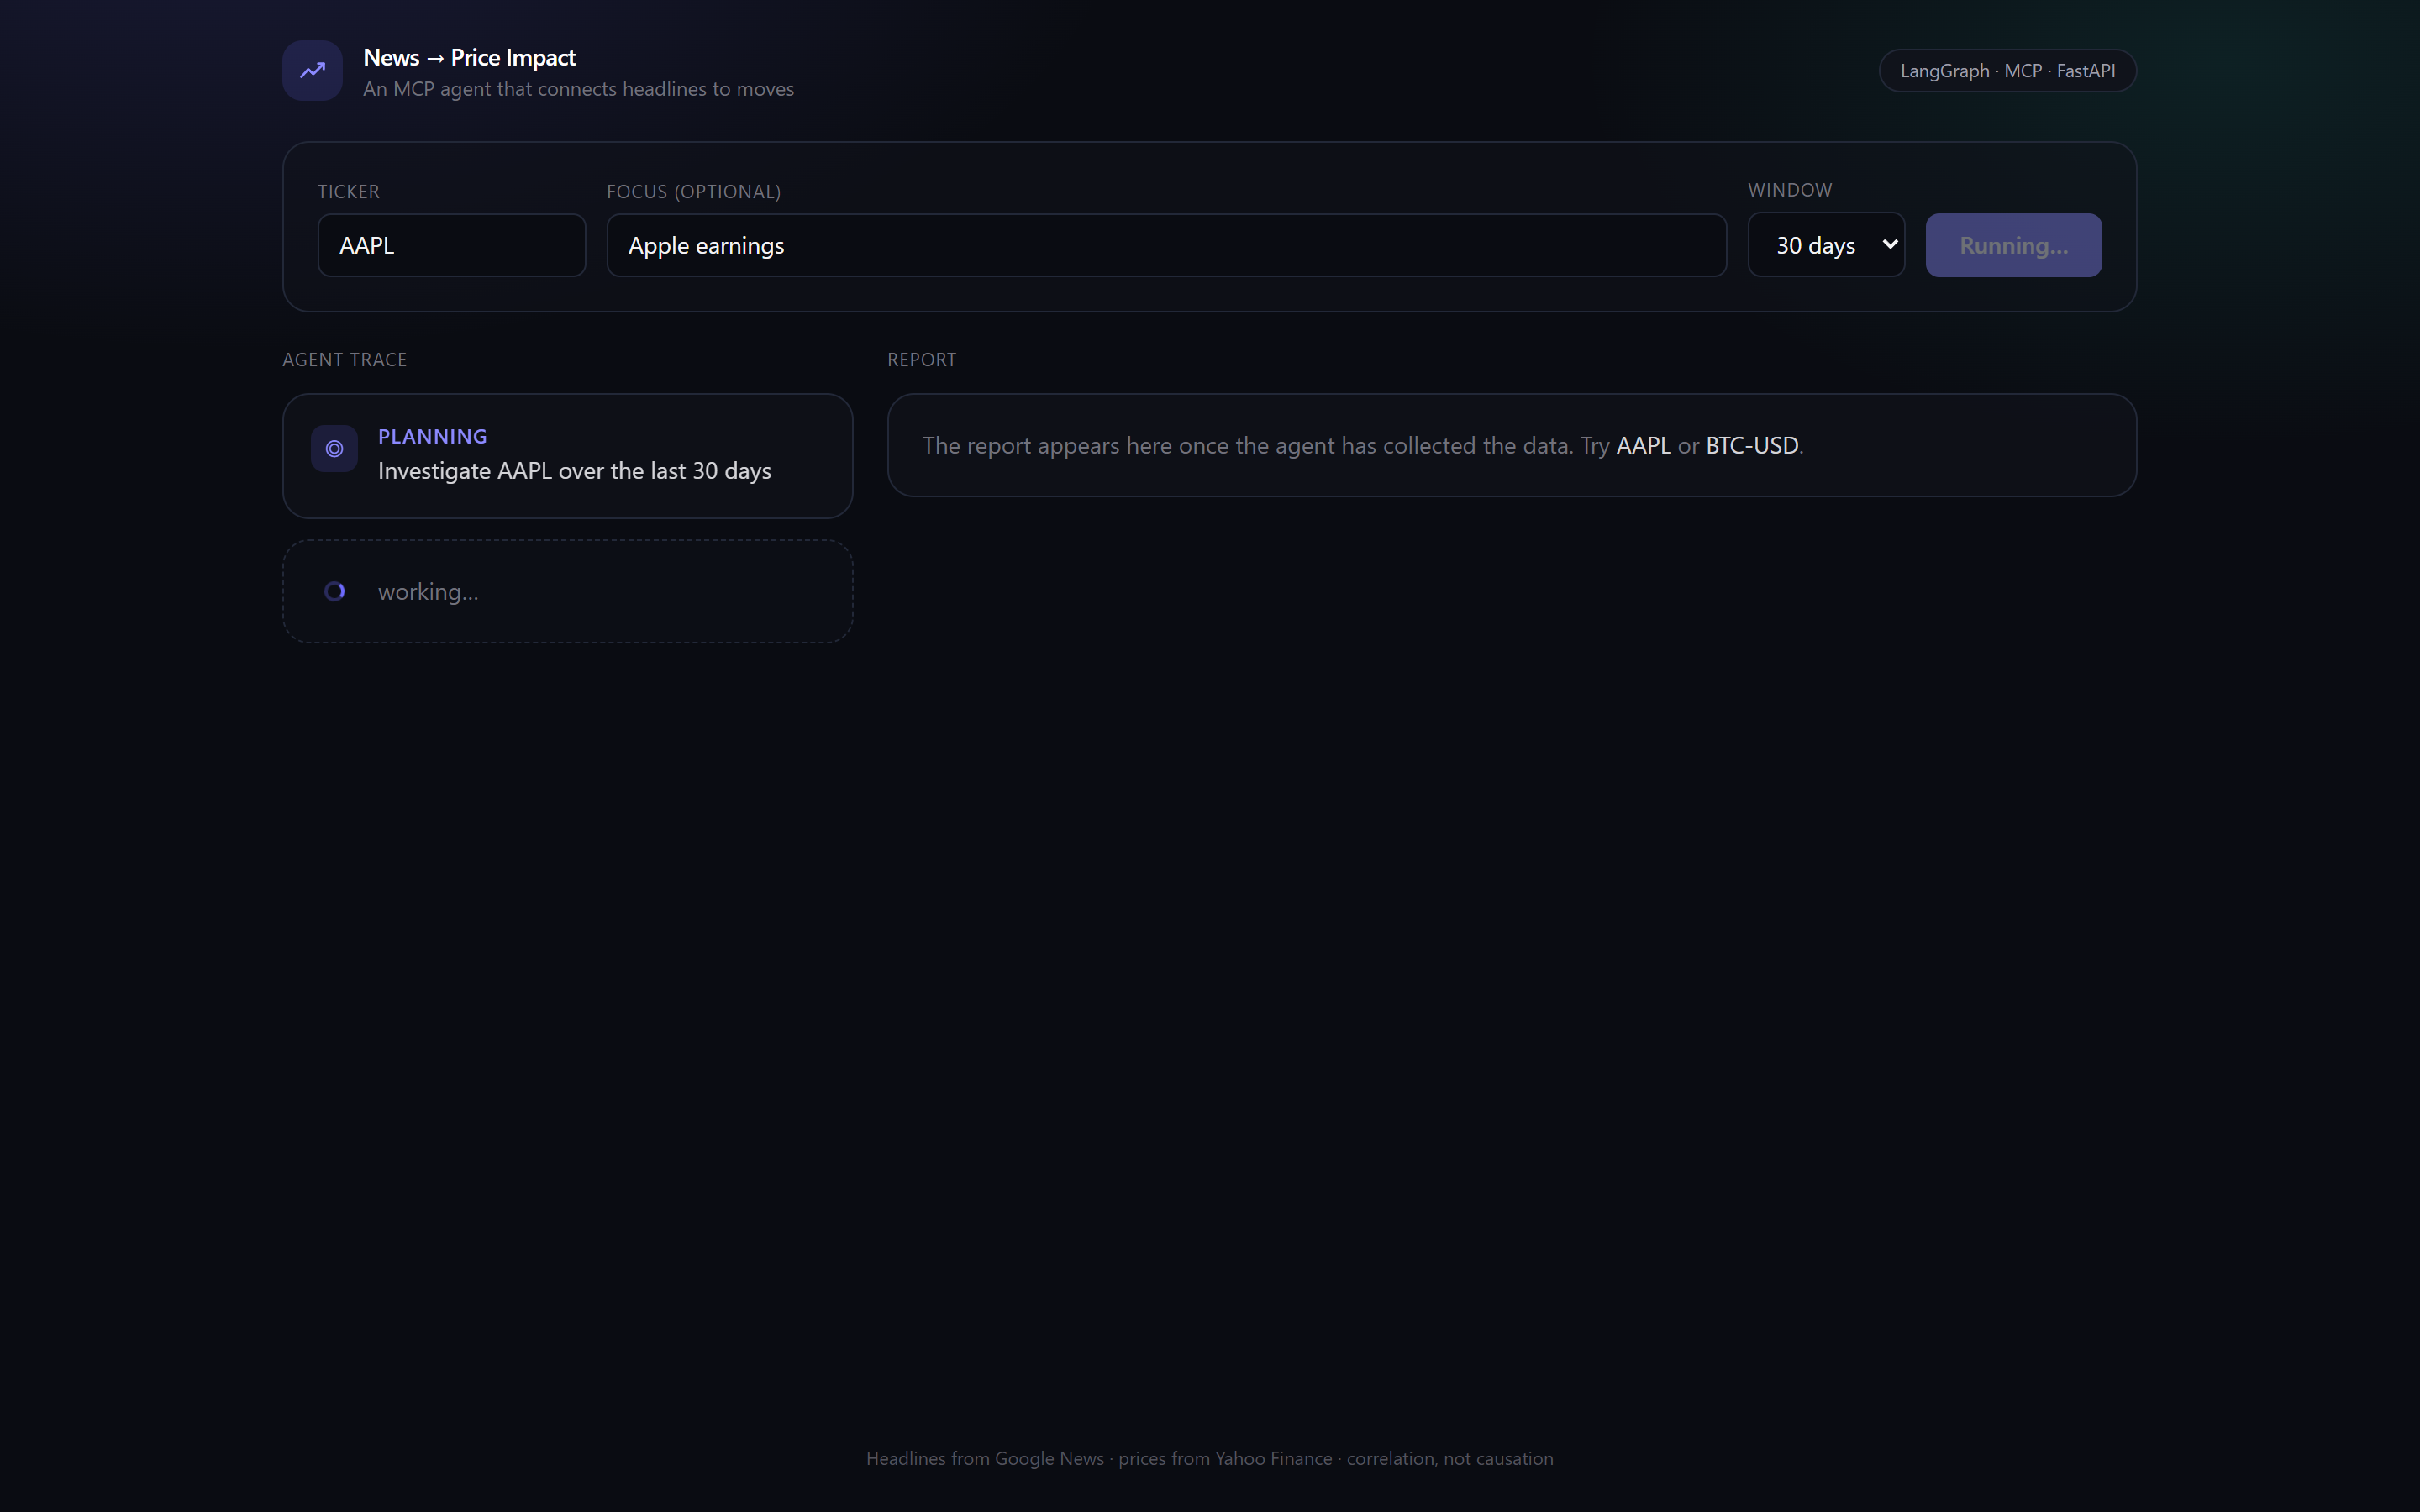 News → Price Impact
An MCP agent that connects headlines to moves
LangGraph · MCP · FastAPI
TICKER
FOCUS (OPTIONAL)
WINDOW
AAPL
Apple earnings
30 days
Running...
AGENT TRACE
REPORT
PLANNING
Investigate AAPL over the last 30 days
The report appears here once the agent has collected the data. Try AAPL or BTC-USD.
working...
Headlines from Google News · prices from Yahoo Finance · correlation, not causation